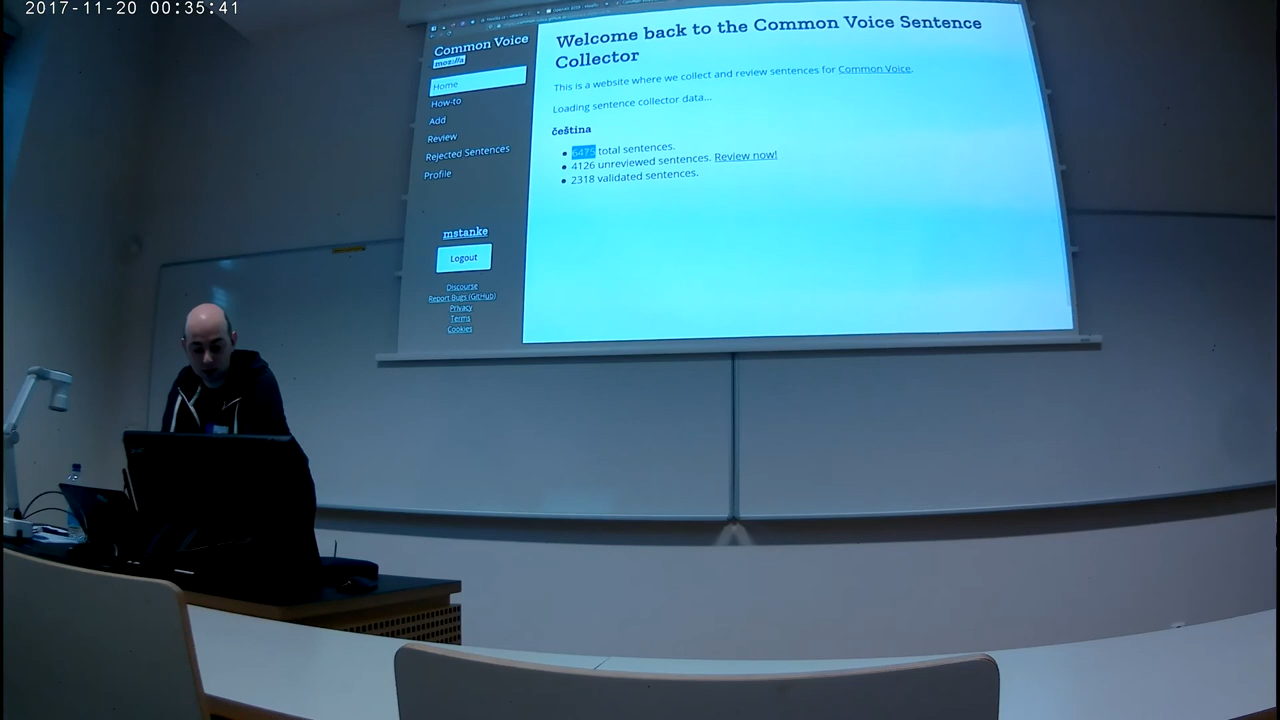 2017-11-20 00:35:41
Common Voice
moz://a
Home
How-to
Add
Review
Rejected Sentences
Profile
mstanke
Logout
Discourse
Report Bugs (GitHub)
Privacy
Terms
Cookies
Welcome back to the Common Voice Sentence
Collector
This is a website where we collect and review sentences for Common Voice.
Loading sentence collector data...
čeština
6475 total sentences.
4126 unreviewed sentences. Review now!
2318 validated sentences.